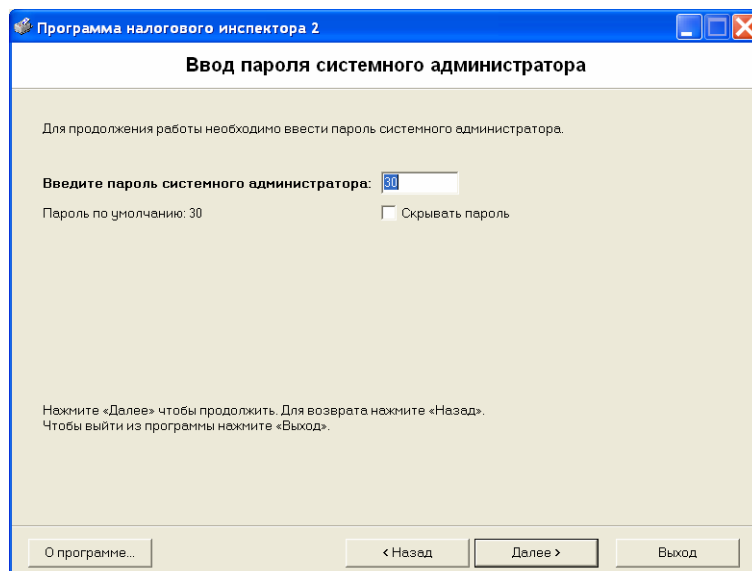 Программа налогового инспектора 2
Ввод пароля системного администратора
Для продолжения работы необходимо ввести пароль системного администратора.
Введите пароль системного администратора: 30
Пароль по умолчанию: 30 Скрывать пароль
Нажмите «Далее» чтобы продолжить. Для возврата нажмите «Назад».
Чтобы выйти из программы нажмите «Выход».
О программе... < Назад Далее > Выход